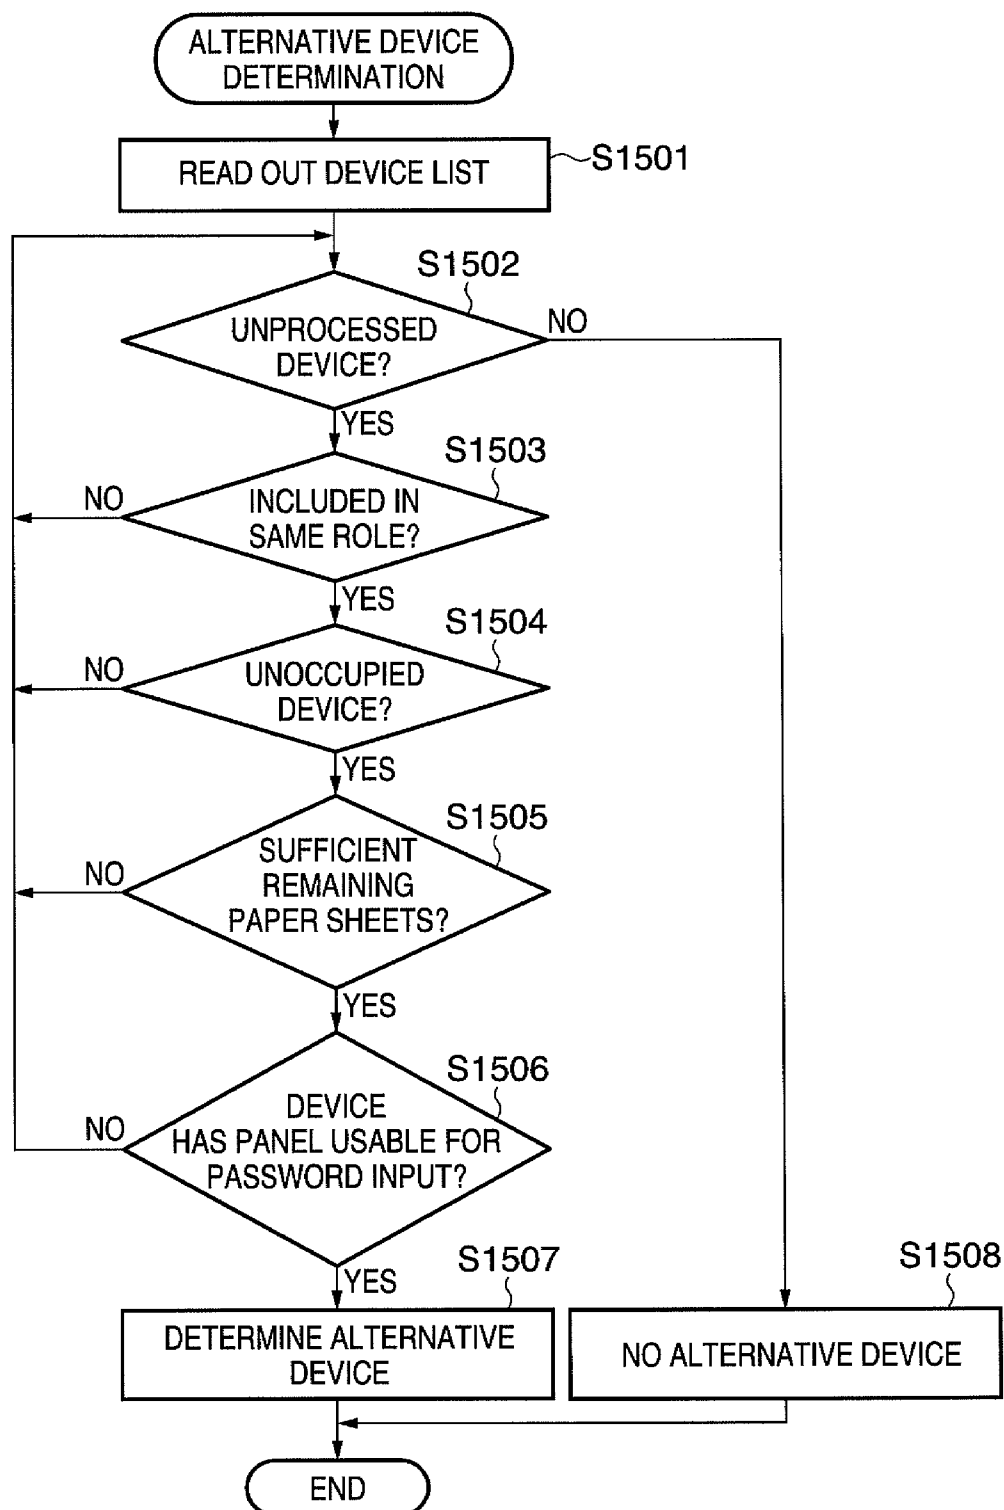 ALTERNATIVE DEVICE
DETERMINATION
READ OUT DEVICE LIST
S1501
S1502
UNPROCESSED
DEVICE?
NO
YES
S1503
INCLUDED IN
SAME ROLE?
NO
YES
S1504
UNOCCUPIED
DEVICE?
NO
YES
S1505
SUFFICIENT
REMAINING
PAPER SHEETS?
NO
YES
S1506
DEVICE
HAS PANEL USABLE FOR
PASSWORD INPUT?
NO
YES
S1507
DETERMINE ALTERNATIVE
DEVICE
S1508
NO ALTERNATIVE DEVICE
END